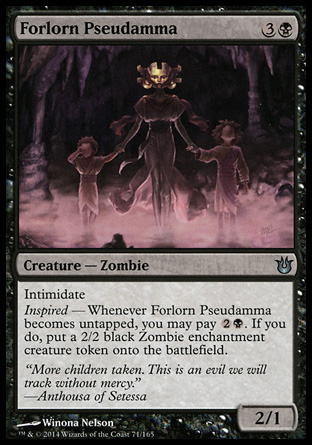 Forlorn Pseudamma 3
Creature — Zombie
Intimidate
Inspired — Whenever Forlorn Pseudamma
becomes untapped, you may pay 2. If you
do, put a 2/2 black Zombie enchantment
creature token onto the battlefield.
"More children taken. This is an evil we will
track without mercy."
—Anthousa of Setessa
Winona Nelson
™ & © 2014 Wizards of the Coast 71/165
2/1